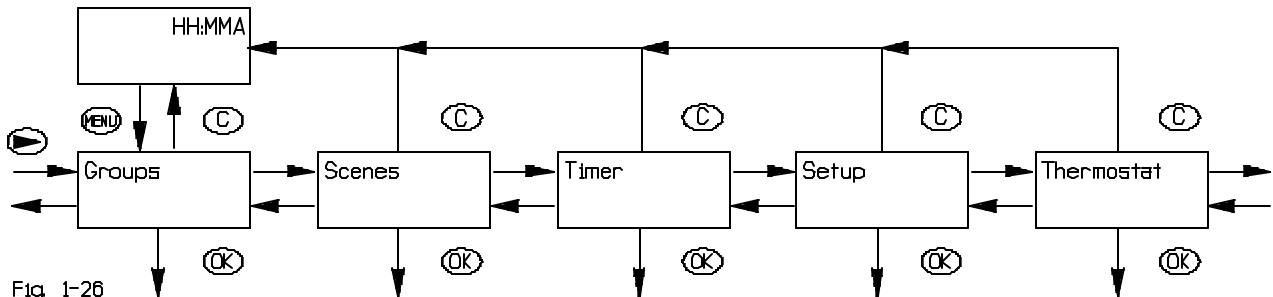 HH:MMA
MENU C C C C C
Groups Scenes Timer Setup Thermostat
OK OK OK OK OK
Fig 1-26